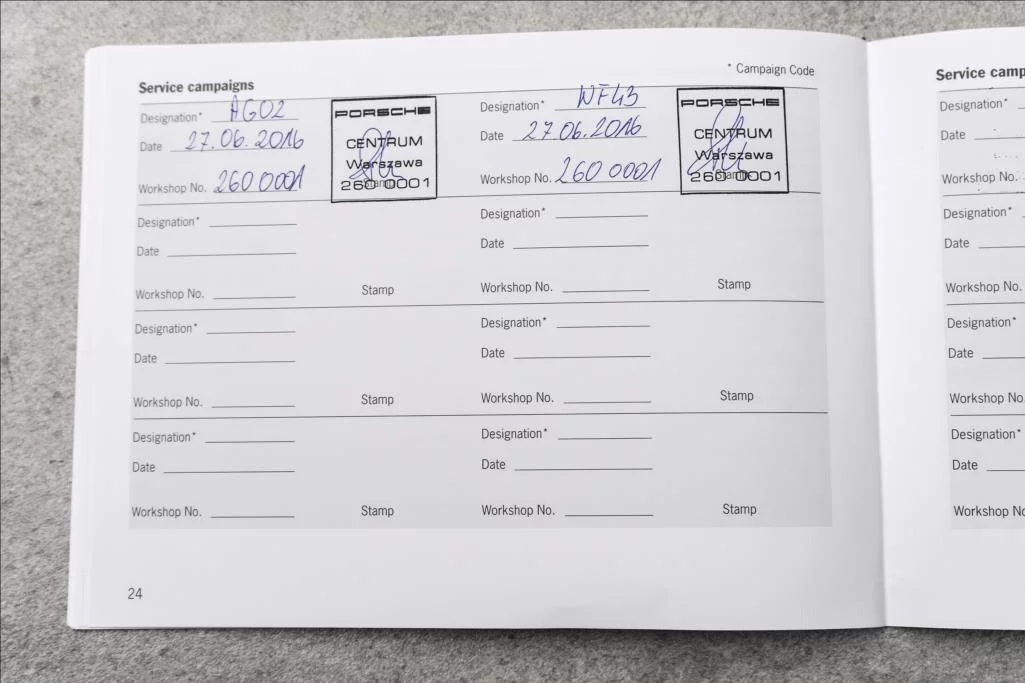 * Campaign Code
Service campaigns
Designation* AG02
Date 27.06.2016
Workshop No. 260 0001
PORSCHE
CENTRUM
Warszawa
260 0001
Designation* WF43
Date 27.06.2016
Workshop No. 260 0001
PORSCHE
CENTRUM
Warszawa
260 0001
Designation*
Date
Workshop No. Stamp
Designation*
Date
Workshop No. Stamp
Designation*
Date
Workshop No. Stamp
Designation*
Date
Workshop No. Stamp
Designation*
Date
Workshop No. Stamp
Designation*
Date
Workshop No. Stamp
24
Service camp
Designation*
Date
Workshop No.
Designation*
Date
Workshop No.
Designation*
Date
Workshop No
Designation*
Date
Workshop No